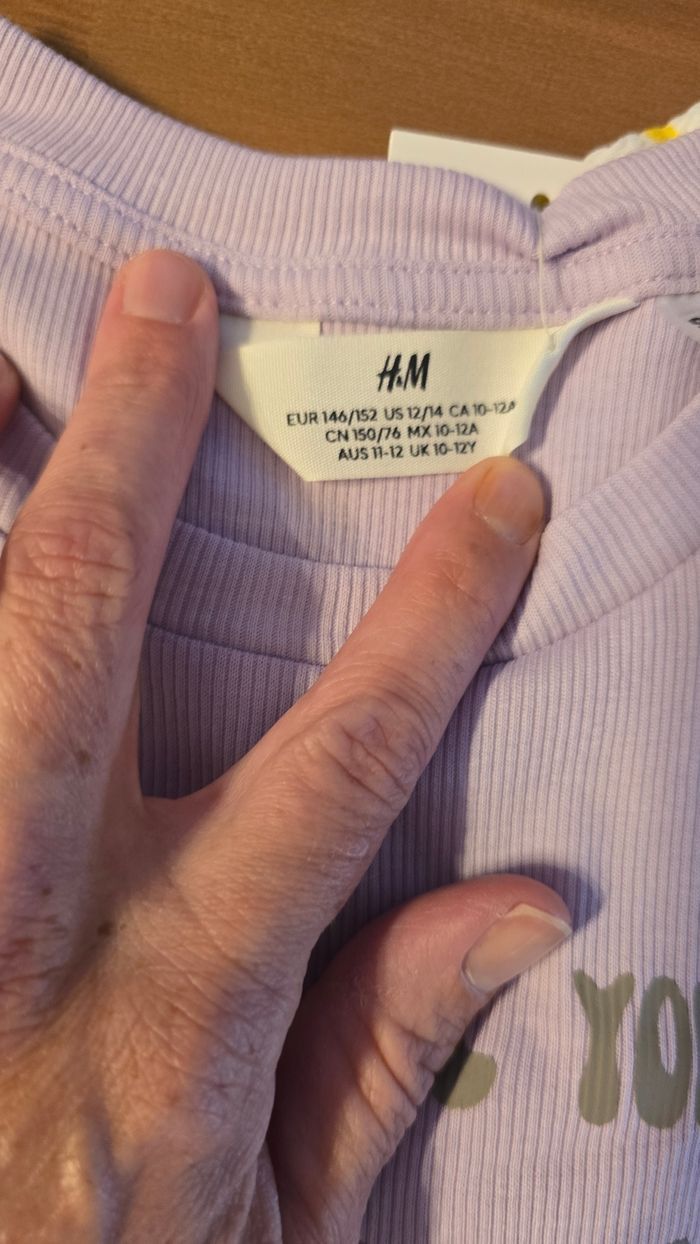 H&M
EUR 146/152 US 12/14 CA 10-12A
CN 150/76 MX 10-12A
AUS 11-12 UK 10-12Y